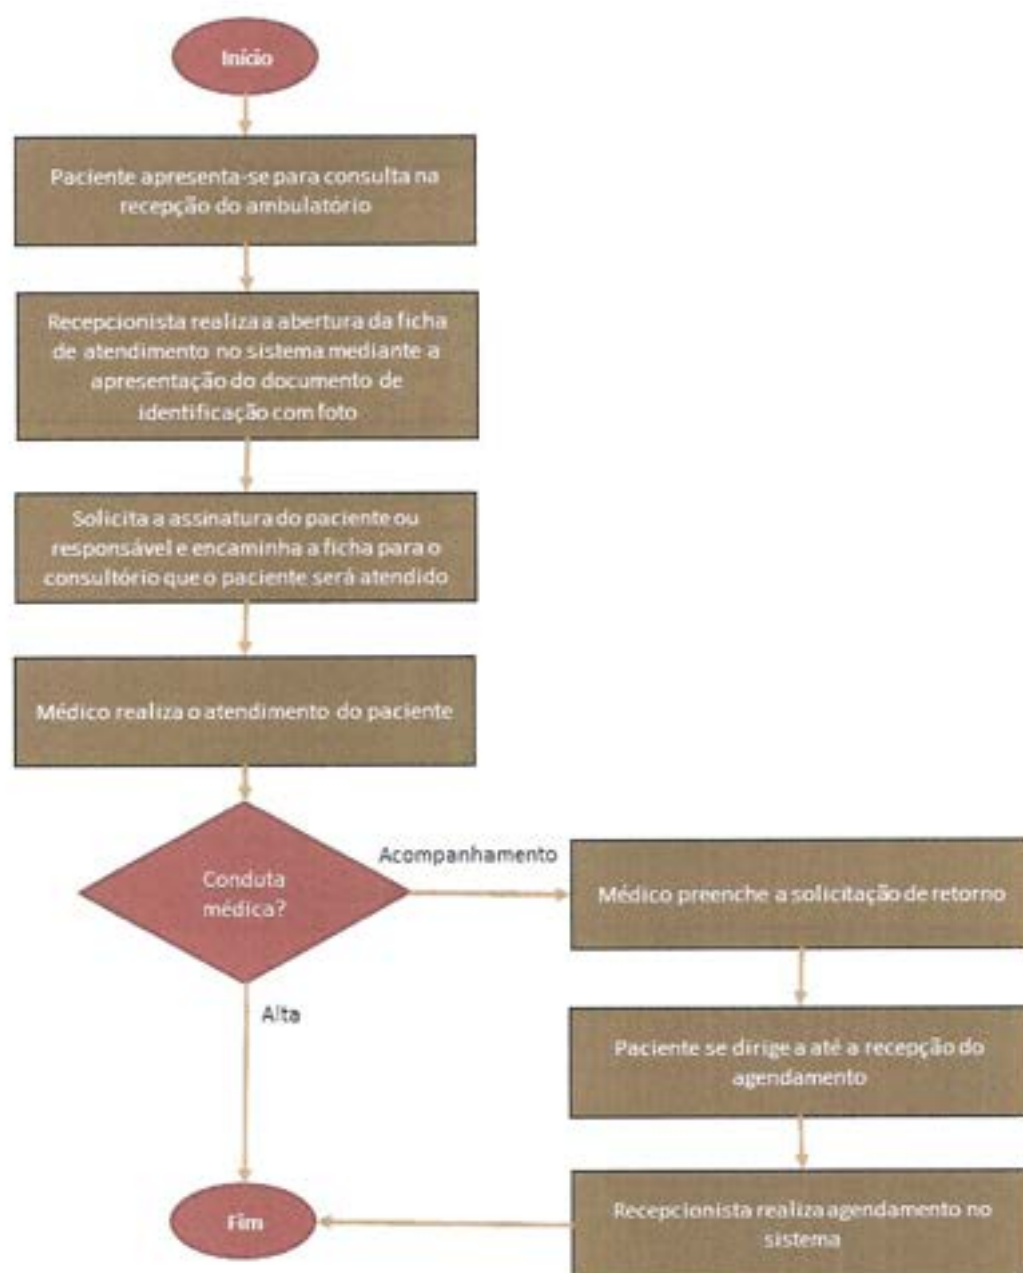 Início
Paciente apresenta-se para consulta na
recepção do ambulatório
Recepcionista realiza a abertura da ficha
de atendimento no sistema mediante a
apresentação do documento de
identificação com foto
Solicita a assinatura do paciente ou
responsável e encaminha a ficha para o
consultório que o paciente será atendido
Médico realiza o atendimento do paciente
Conduta
médica?
Acompanhamento
Médico preenche a solicitação de retorno
Alta
Paciente se dirige a até a recepção do
agendamento
Recepcionista realiza agendamento no
sistema
Fim